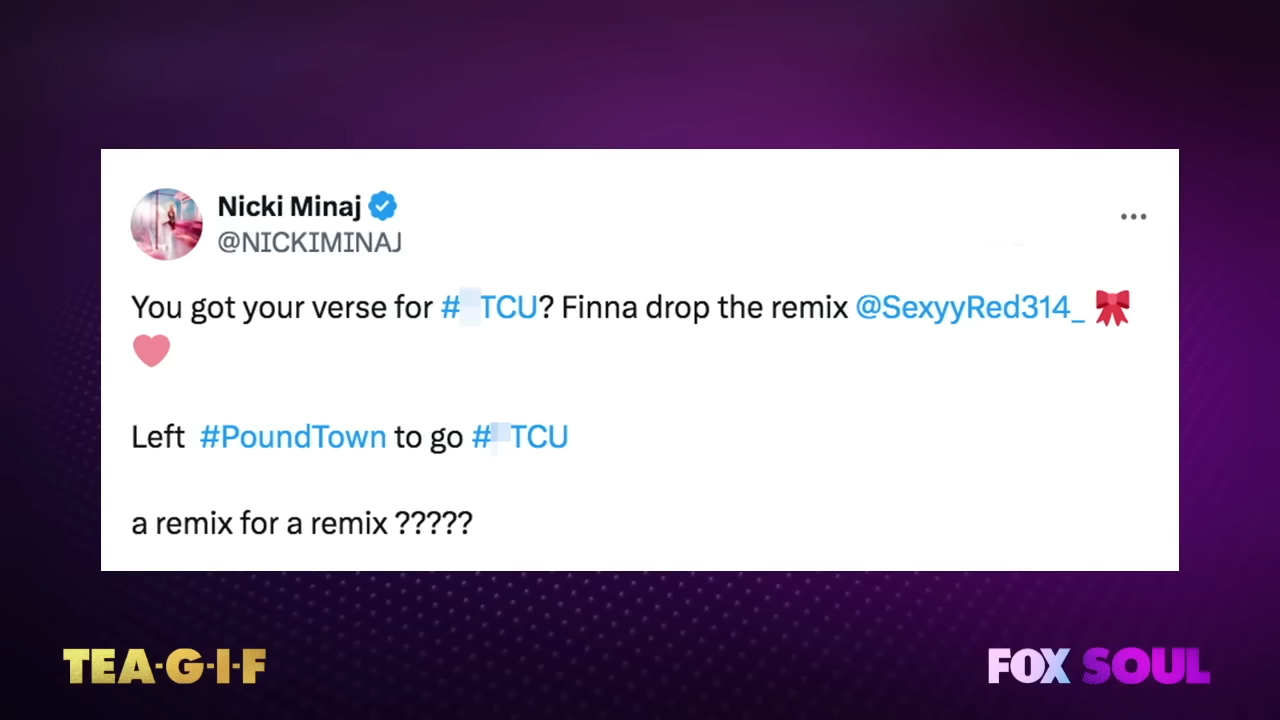 Nicki Minaj
@NICKIMINAJ
You got your verse for # TCU? Finna drop the remix @SexyyRed314_
Left #PoundTown to go # TCU
a remix for a remix ?????
TEA·G·I·F
FOX SOUL